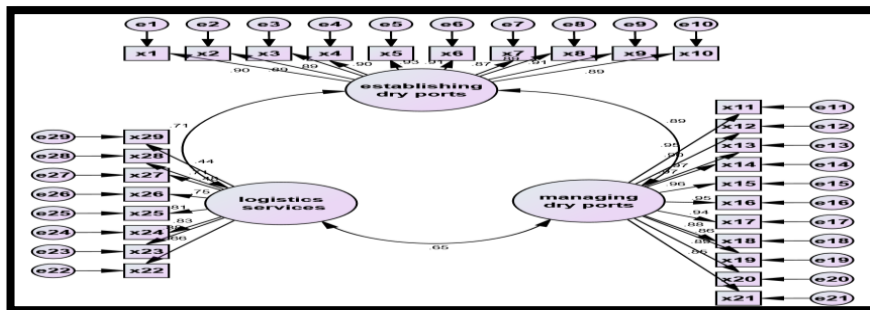 e1 e2 e3 e4 e5 e6 e7 e8 e9 e10
x1 x2 x3 x4 x5 x6 x7 x8 x9 x10
.90 .89 .89 .90 .93 .91 .87 .91 .89
establishing
dry ports
.71
.89
x11 e11
x12 e12
x13 e13
x14 e14
x15 e15
x16 e16
x17 e17
x18 e18
x19 e19
x20 e20
x21 e21
.95
.96
.95
.94
.88
.86
.85
managing
dry ports
e29 x29
e28 x28
e27 x27
e26 x26
e25 x25
e24 x24
e23 x23
e22 x22
.44
.75
.81
.83
.86
logistics
services
.65